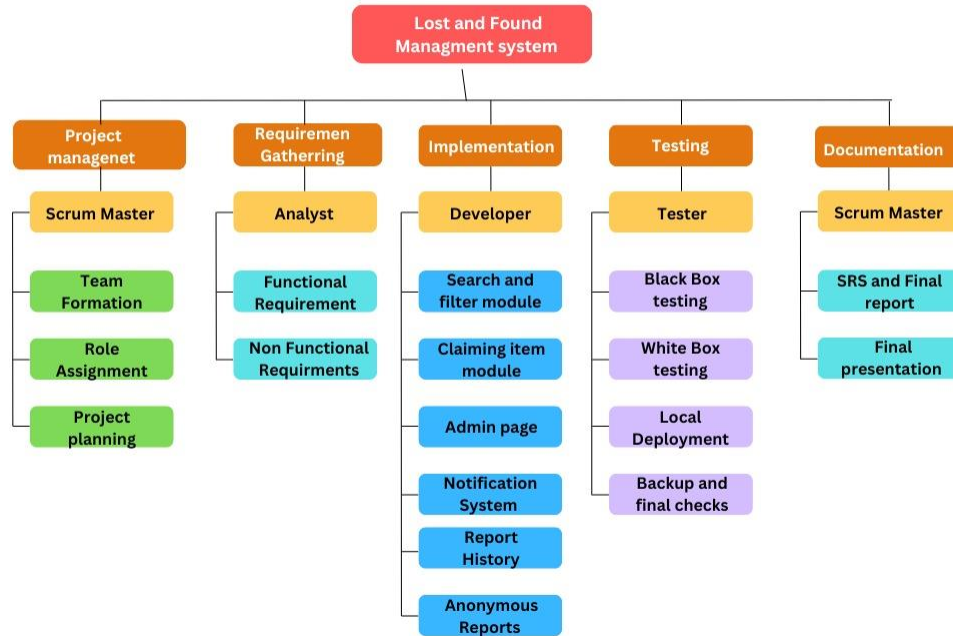 Lost and Found
Managment system
Project
managenet
Requiremen
Gatherring
Implementation
Testing
Documentation
Scrum Master
Analyst
Developer
Tester
Scrum Master
Team
Formation
Role
Assignment
Project
planning
Functional
Requirement
Non Functional
Requirments
Search and
filter module
Claiming item
module
Admin page
Notification
System
Report
History
Anonymous
Reports
Black Box
testing
White Box
testing
Local
Deployment
Backup and
final checks
SRS and Final
report
Final
presentation